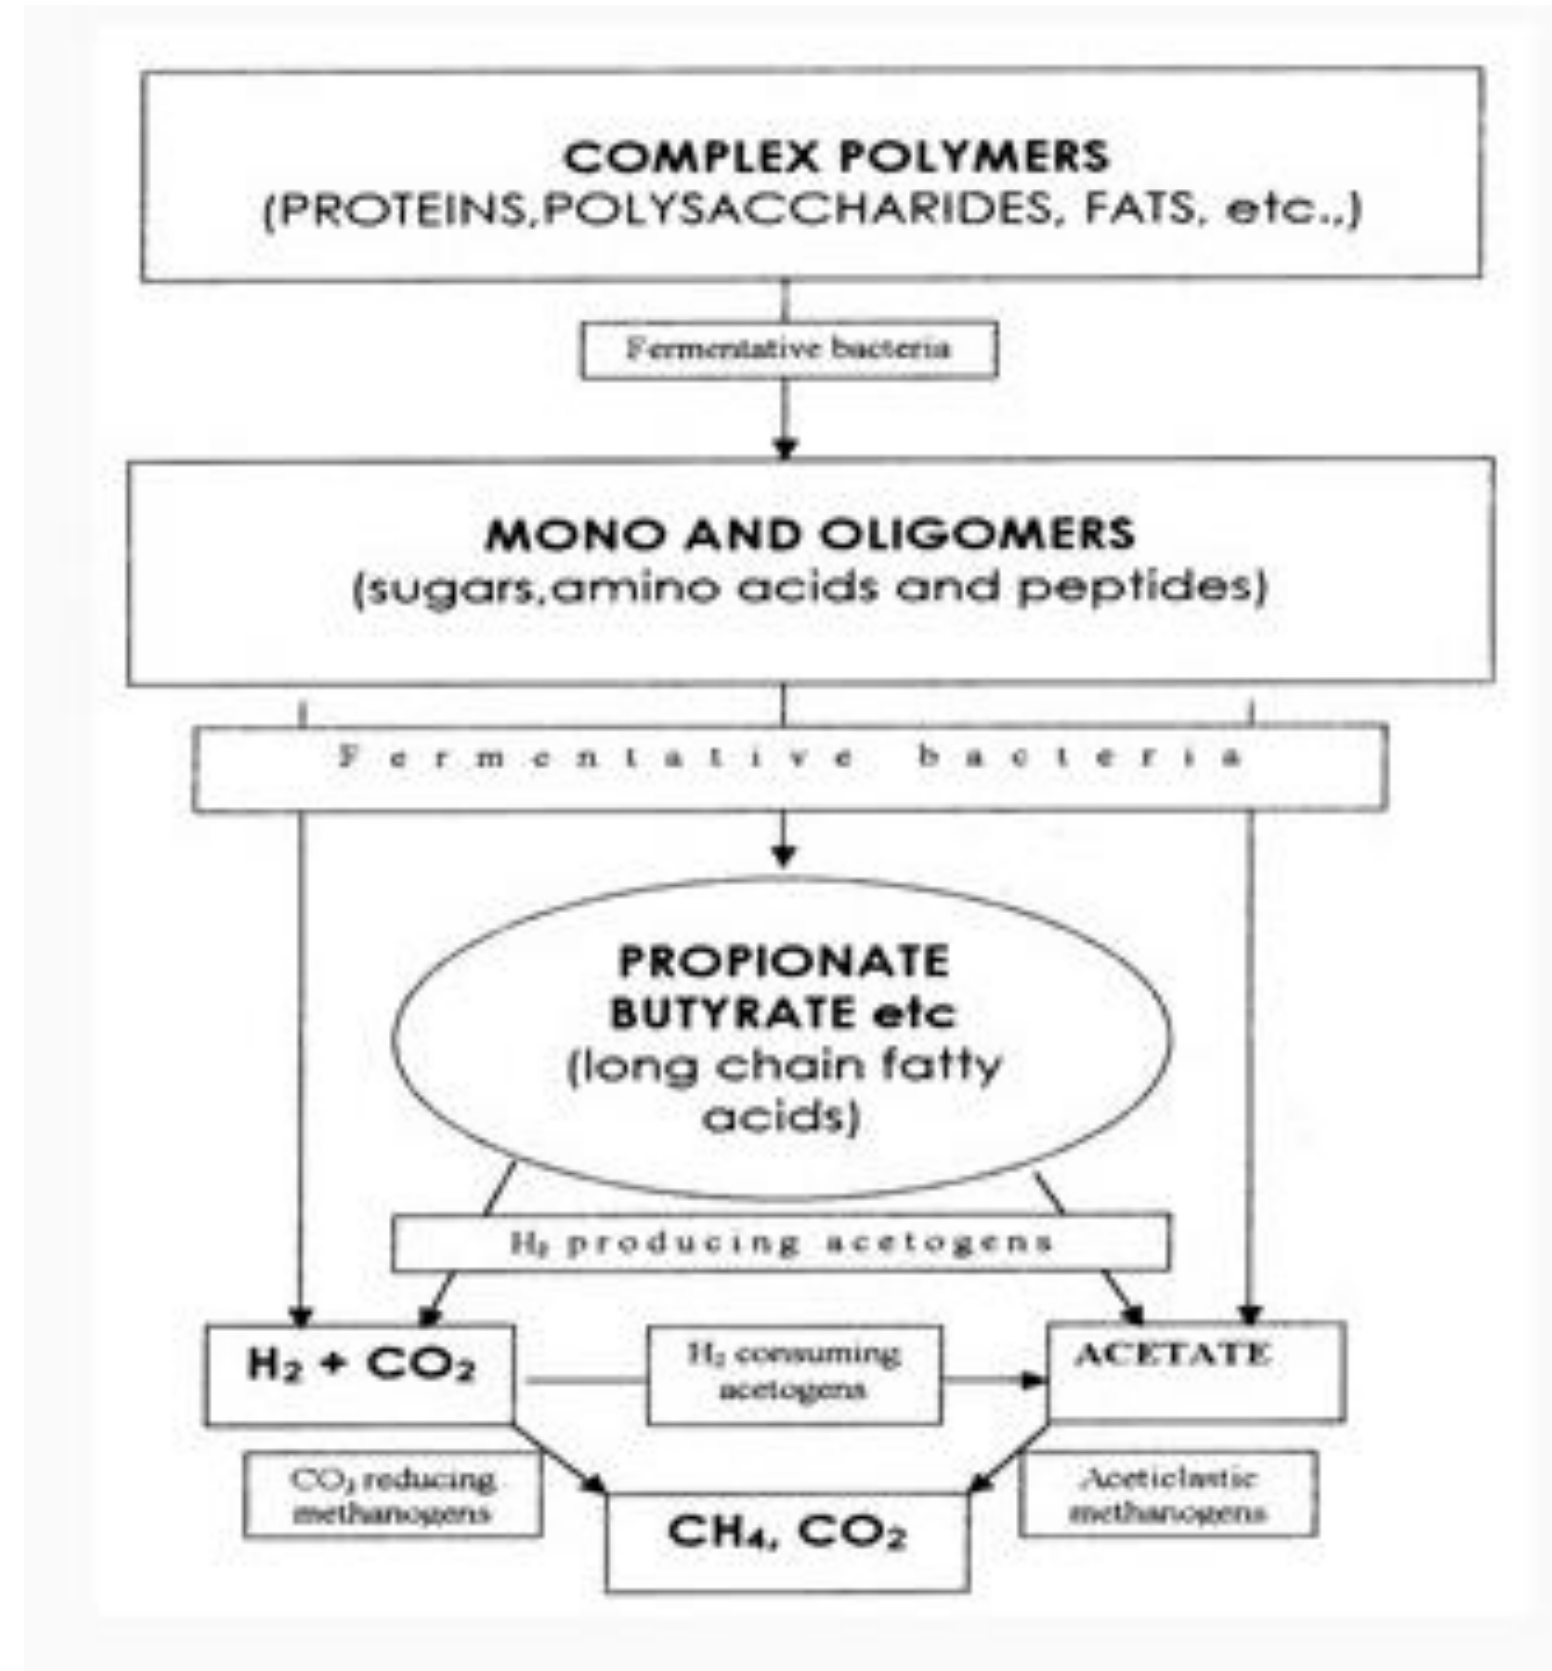 COMPLEX POLYMERS
(PROTEINS,POLYSACCHARIDES, FATS, etc.,)
Fermentative bacteria
MONO AND OLIGOMERS
(sugars,amino acids and peptides)
Fermentative bacteria
PROPIONATE
BUTYRATE etc
(long chain fatty
acids)
H₂ producing acetogens
H₂ + CO₂
H₂ consuming
acetogens
ACETATE
CO₂ reducing
methanogens
CH₄, CO₂
Aceticlastic
methanogens